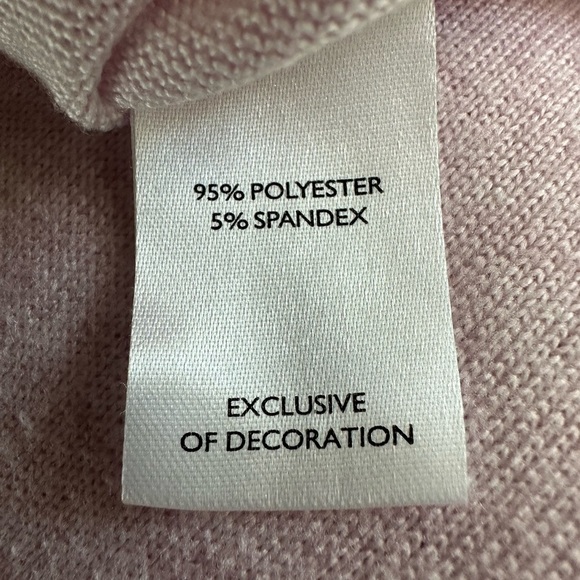 95% POLYESTER
5% SPANDEX
EXCLUSIVE
OF DECORATION